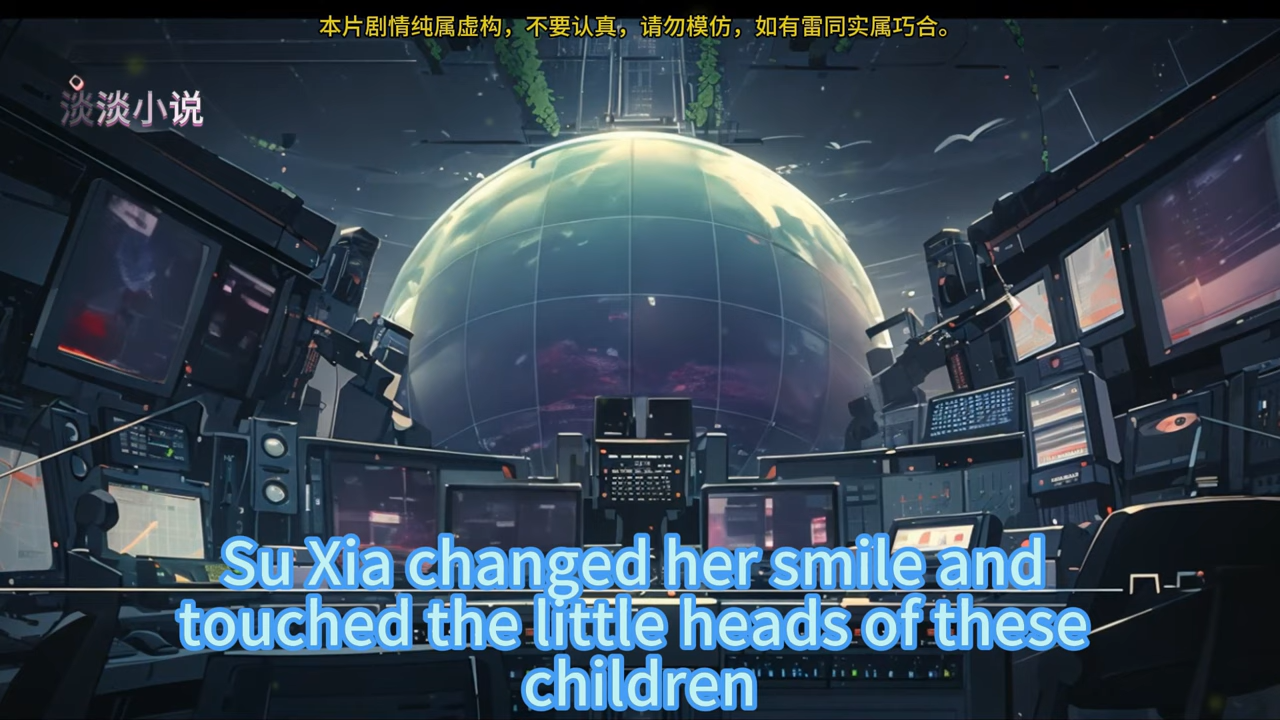 本片剧情纯属虚构，不要认真，请勿模仿，如有雷同实属巧合。
淡淡小说
Su Xia changed her smile and
touched the little heads of these
children